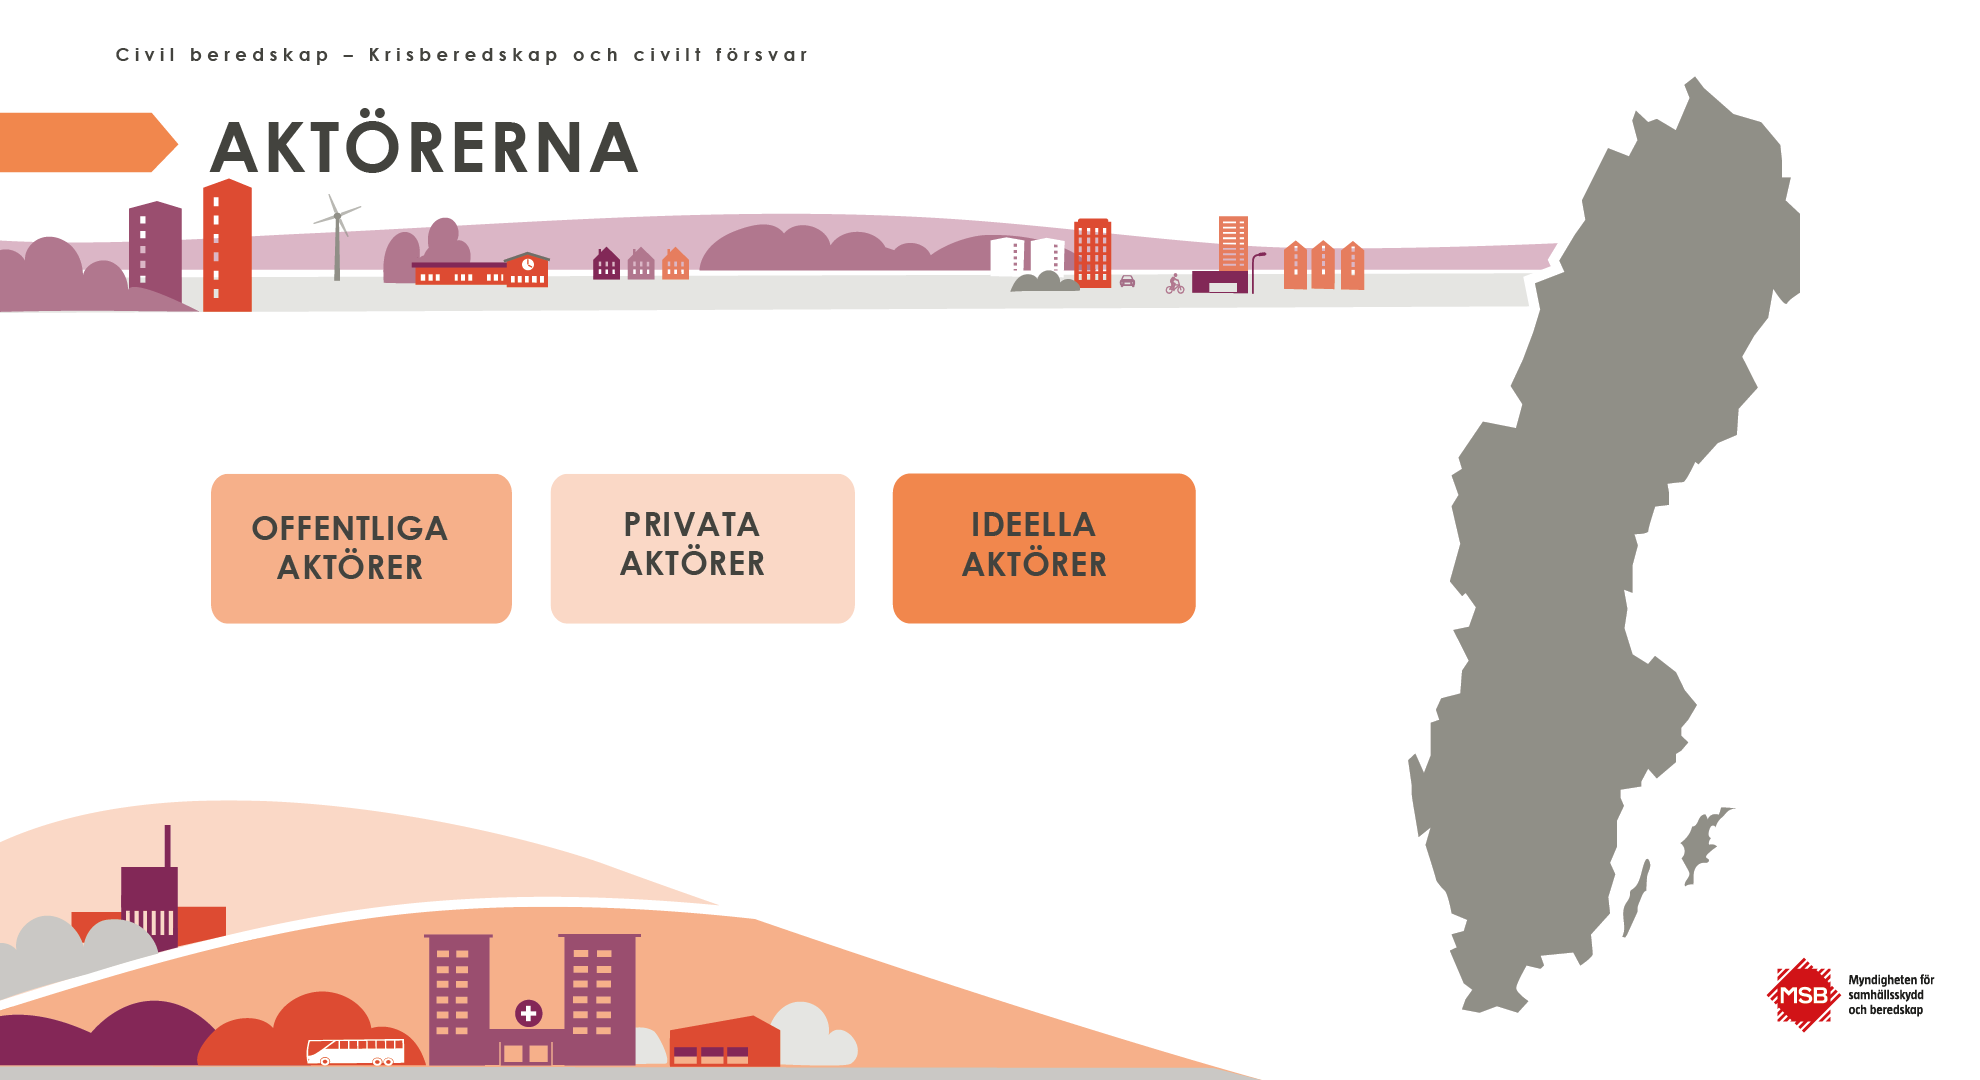 Civil beredskap – Krisberedskap och civilt försvar
AKTÖRERNA
OFFENTLIGA
AKTÖRER
PRIVATA
AKTÖRER
IDEELLA
AKTÖRER
MSB
Myndigheten för
samhällsskydd
och beredskap